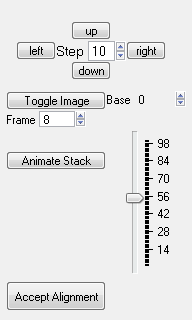 up
left Step 10 right
down
Toggle Image Base 0
Frame 8
98
Animate Stack 84
70
56
42
28
14
Accept Alignment